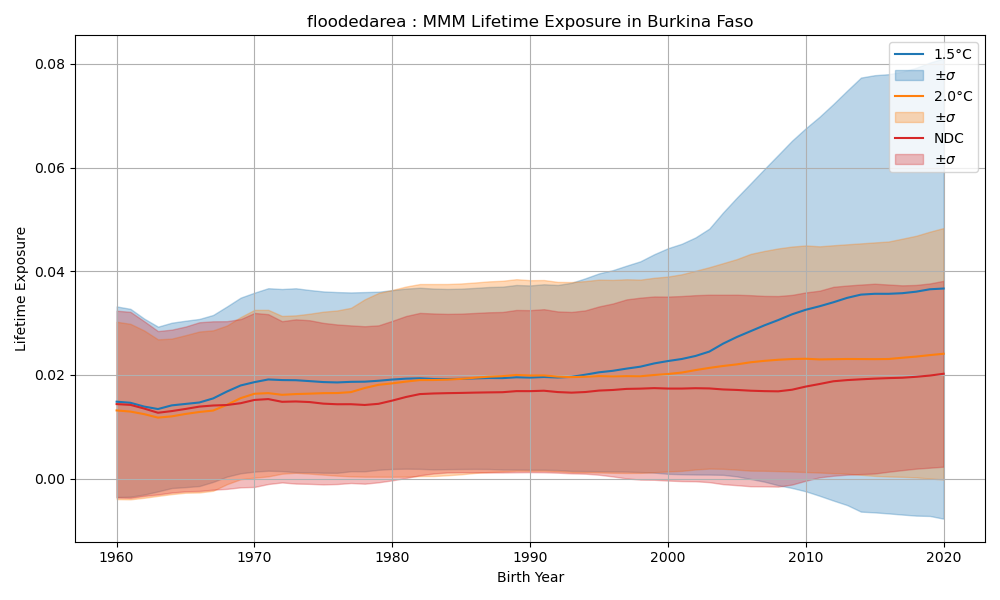 floodedarea : MMM Lifetime Exposure in Burkina Faso
Lifetime Exposure
0.08
0.06
0.04
0.02
0.00
1960
1970
1980
1990
2000
2010
2020
Birth Year
1.5°C
±σ
2.0°C
±σ
NDC
±σ